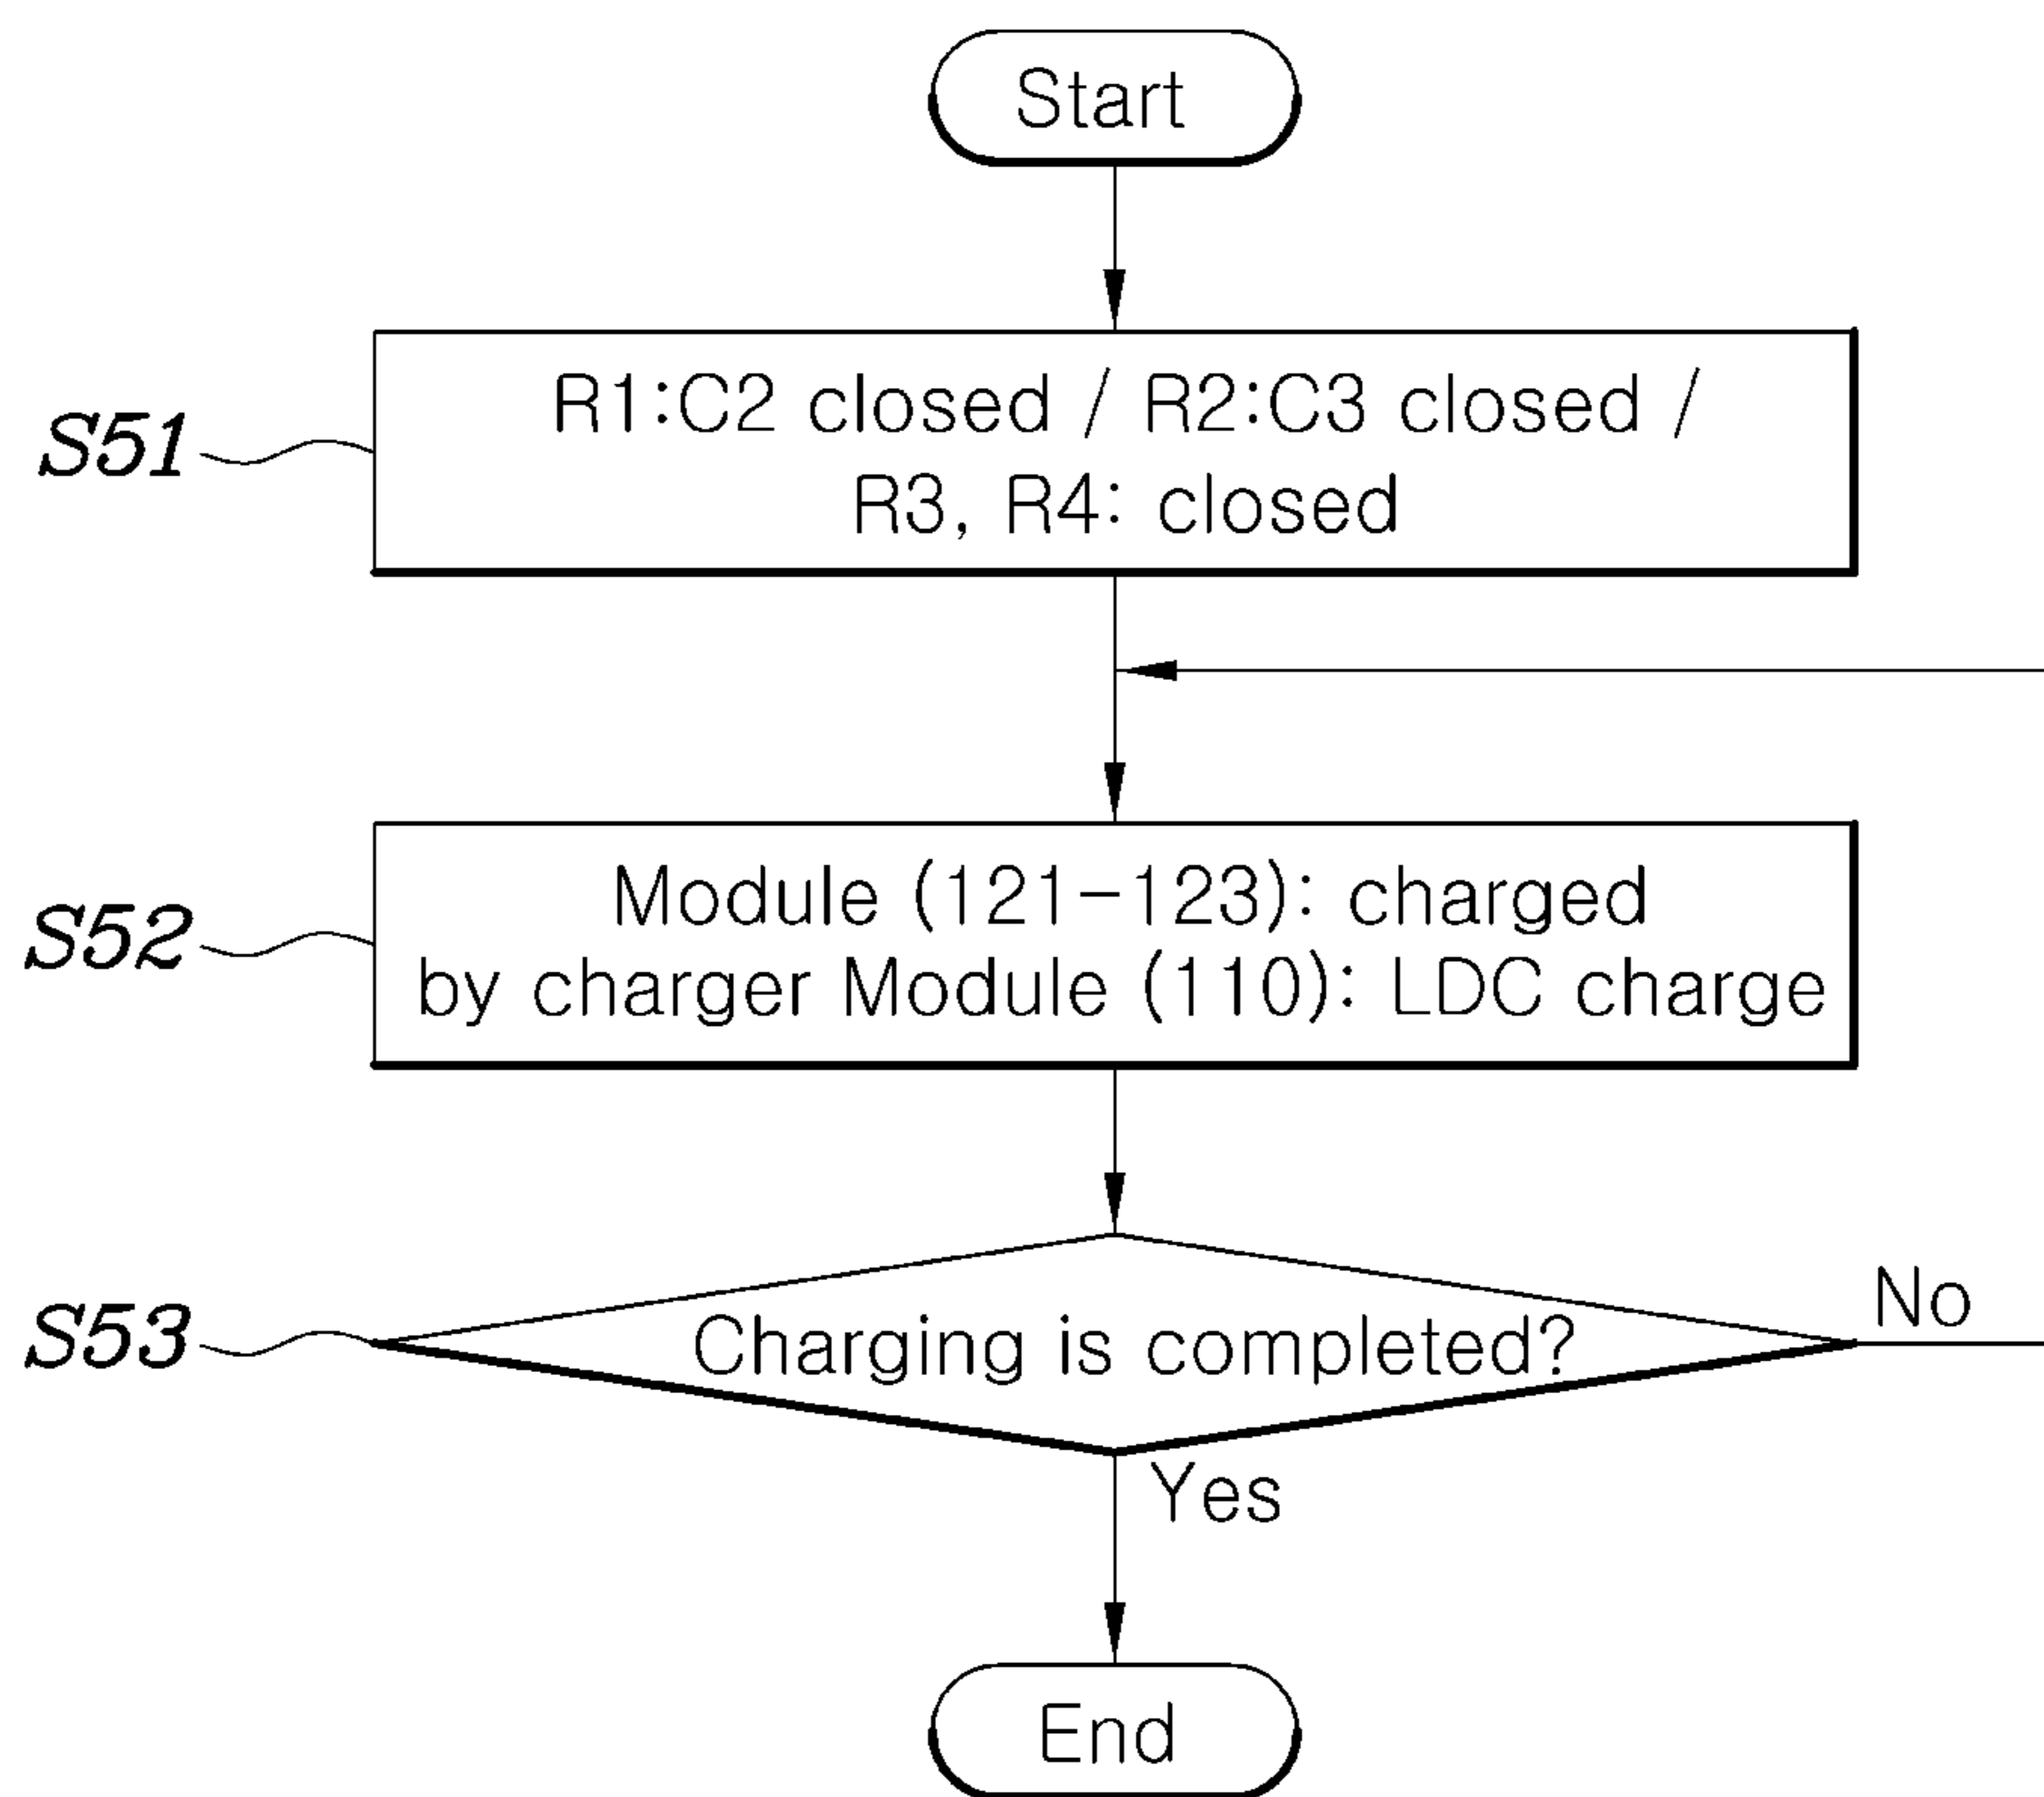 Start
S51
R1:C2 closed / R2:C3 closed /
R3, R4: closed
S52
Module (121-123): charged
by charger Module (110): LDC charge
S53
Charging is completed?
No
Yes
End